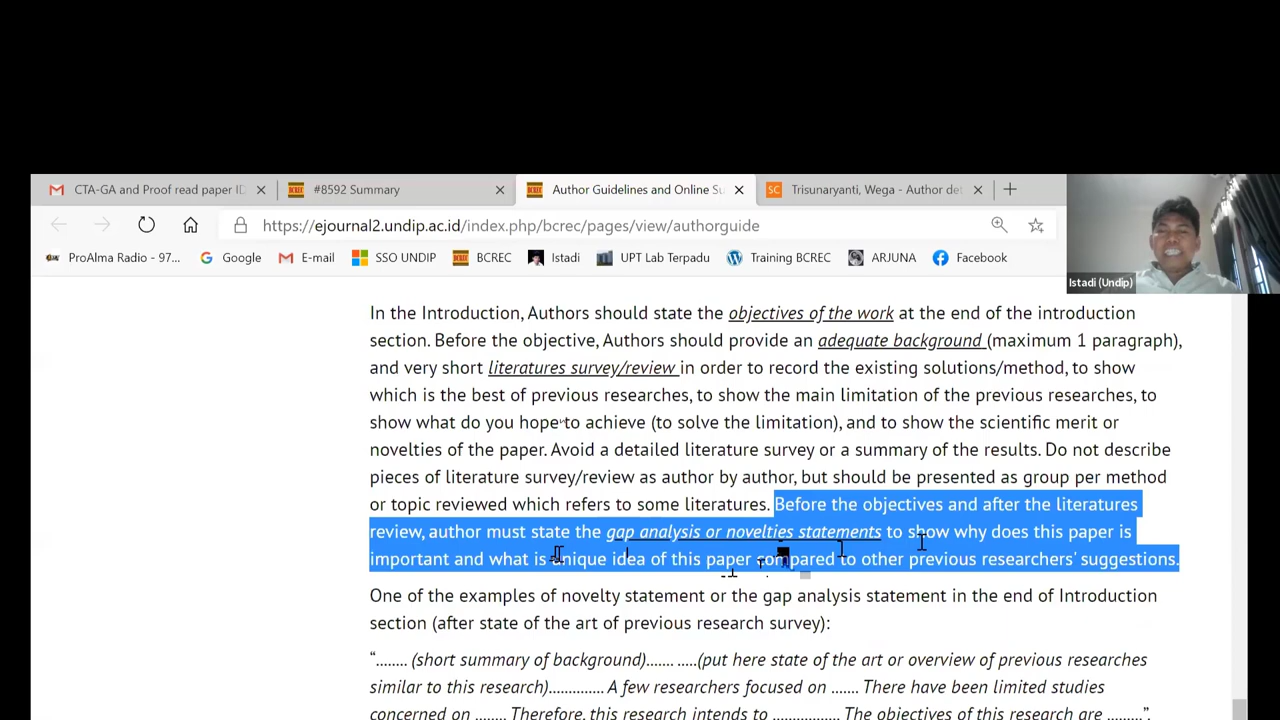 CTA-GA and Proof read paper ID
#8592 Summary
Author Guidelines and Online Su
SC Trisunaryanti, Wega - Author det
https://ejournal2.undip.ac.id/index.php/bcrec/pages/view/authorguide
ProAlma Radio - 97... Google E-mail SSO UNDIP BCREC Istadi UPT Lab Terpadu Training BCREC ARJUNA Facebook
Istadi (Undip)
In the Introduction, Authors should state the objectives of the work at the end of the introduction
section. Before the objective, Authors should provide an adequate background (maximum 1 paragraph),
and very short literatures survey/review in order to record the existing solutions/method, to show
which is the best of previous researches, to show the main limitation of the previous researches, to
show what do you hope to achieve (to solve the limitation), and to show the scientific merit or
novelties of the paper. Avoid a detailed literature survey or a summary of the results. Do not describe
pieces of literature survey/review as author by author, but should be presented as group per method
or topic reviewed which refers to some literatures. Before the objectives and after the literatures
review, author must state the gap analysis or novelties statements to show why does this paper is
important and what is unique idea of this paper compared to other previous researchers' suggestions.
One of the examples of novelty statement or the gap analysis statement in the end of Introduction
section (after state of the art of previous research survey):
“........ (short summary of background)....... .....(put here state of the art or overview of previous researches
similar to this research)............. A few researchers focused on ....... There have been limited studies
concerned on ........ Therefore, this research intends to ................. The objectives of this research are .........”.